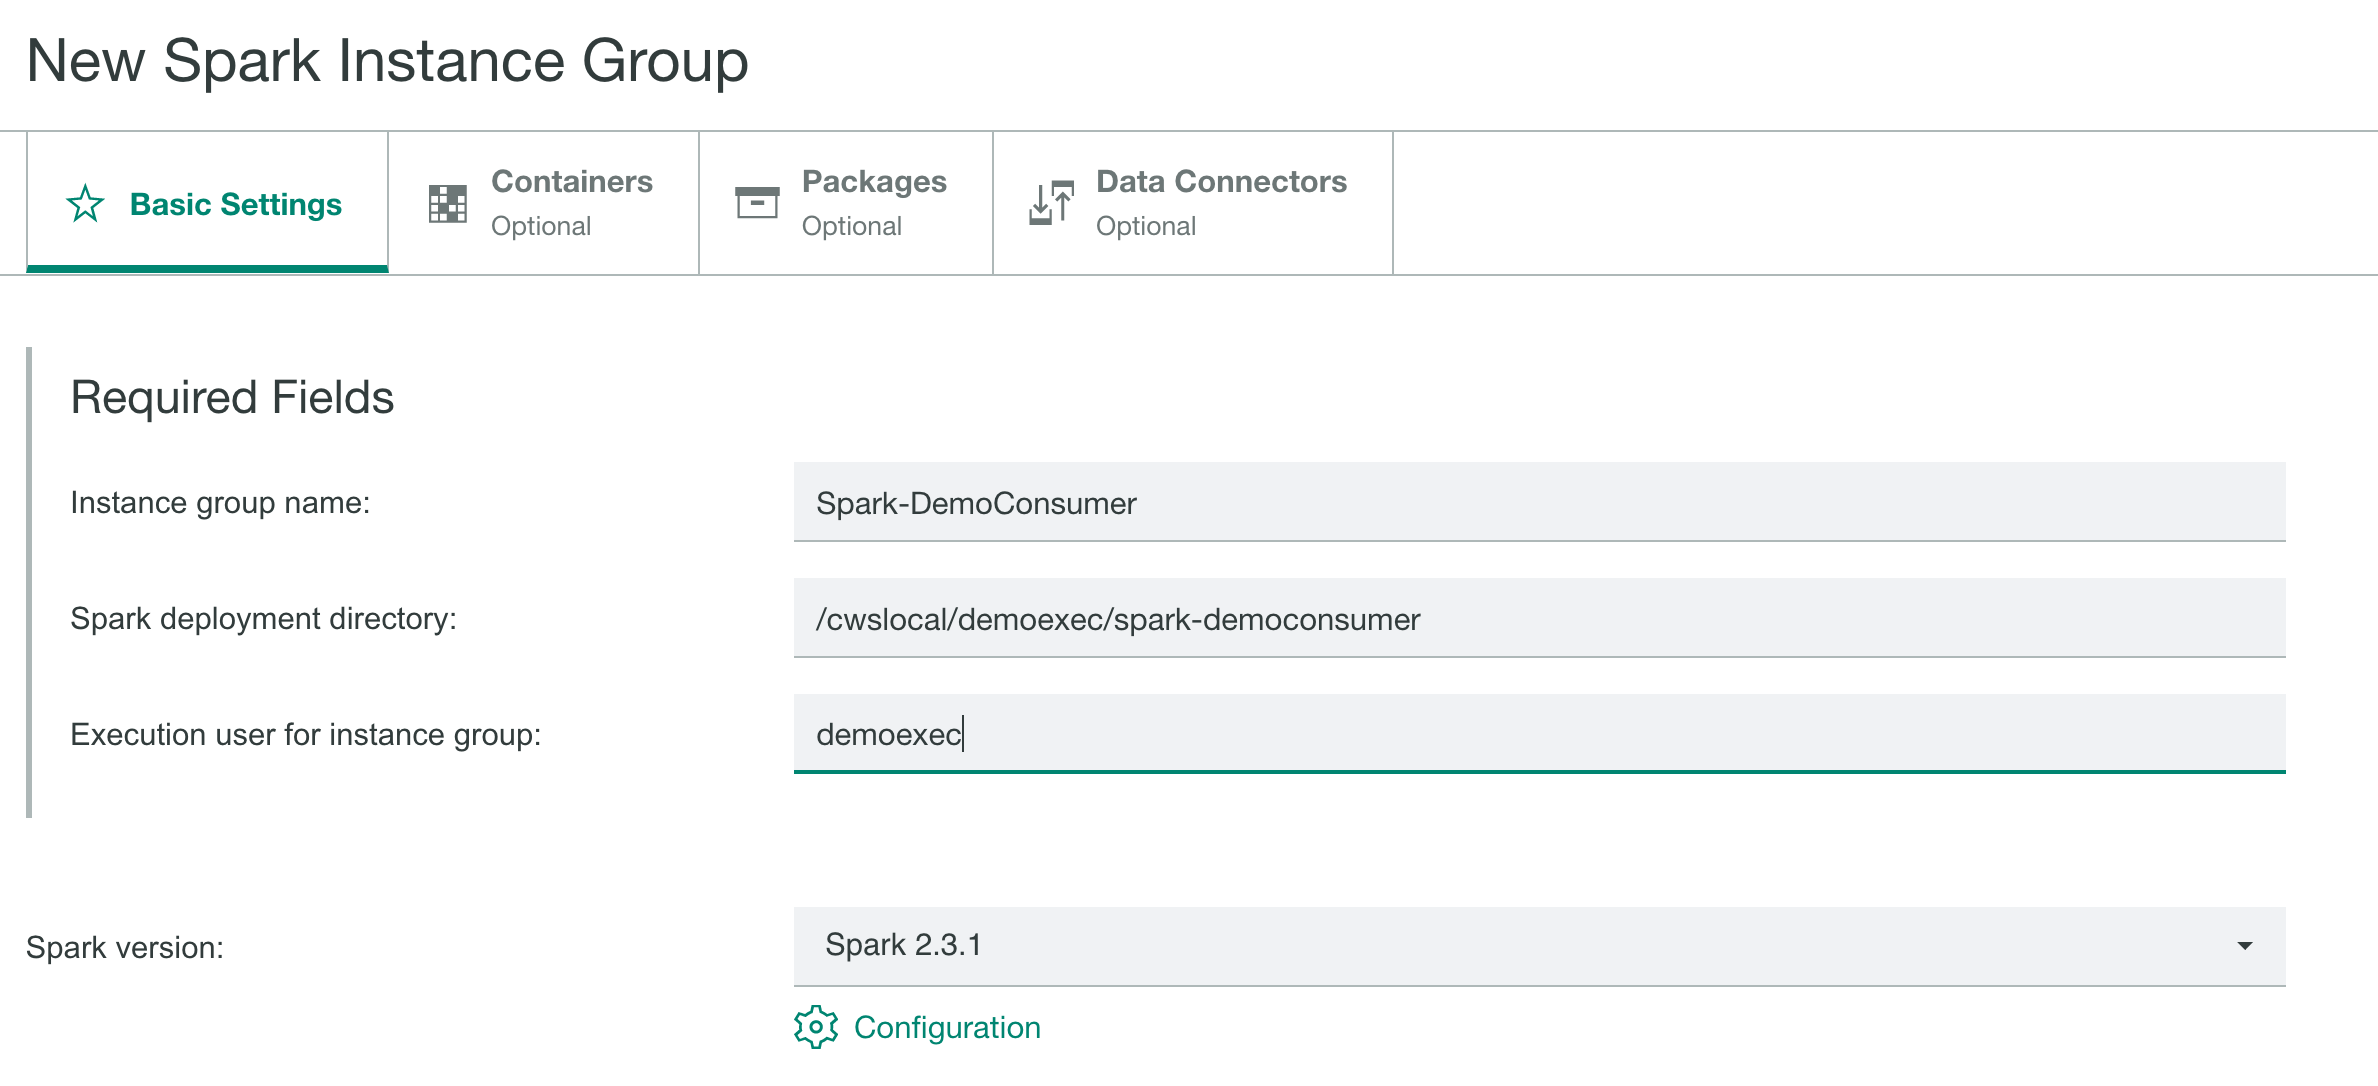 New Spark Instance Group
Basic Settings
Containers
Optional
Packages
Optional
Data Connectors
Optional
Required Fields
Instance group name:
Spark-DemoConsumer
Spark deployment directory:
/cwslocal/demoexec/spark-democonsumer
Execution user for instance group:
demoexec
Spark version:
Spark 2.3.1
Configuration